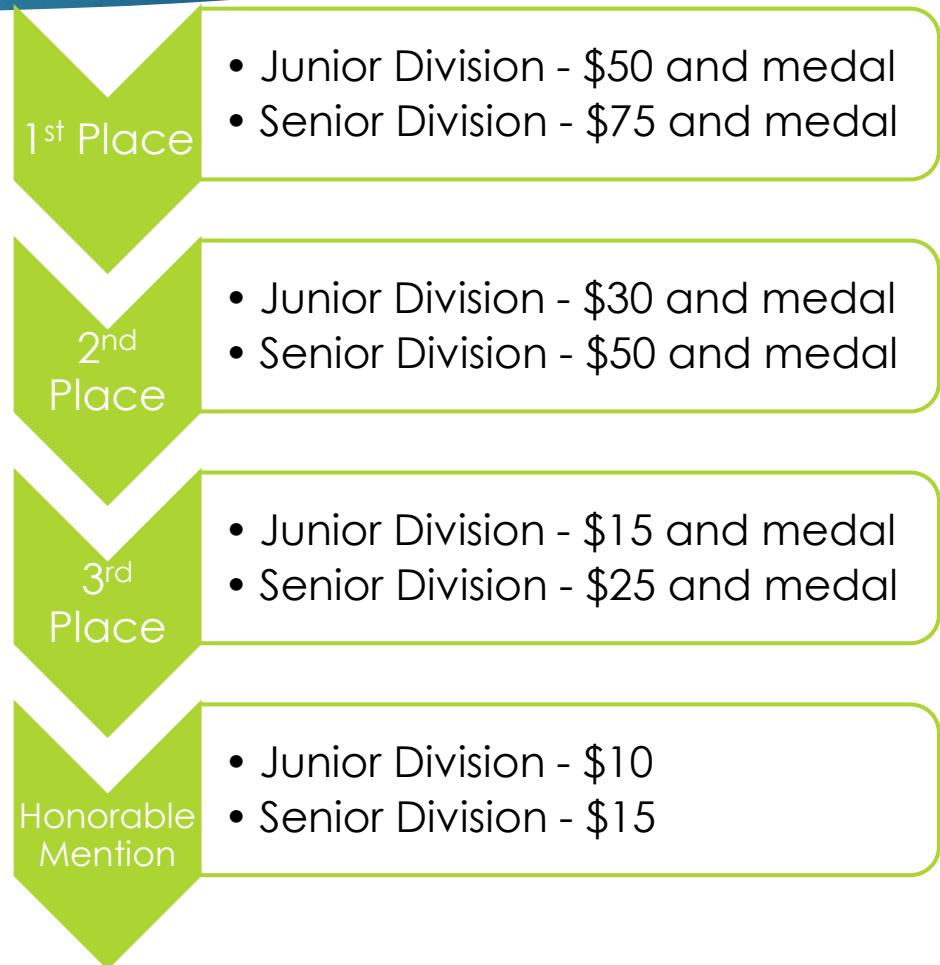 1st Place
• Junior Division - $50 and medal
• Senior Division - $75 and medal
2nd
Place
• Junior Division - $30 and medal
• Senior Division - $50 and medal
3rd
Place
• Junior Division - $15 and medal
• Senior Division - $25 and medal
Honorable
Mention
• Junior Division - $10
• Senior Division - $15